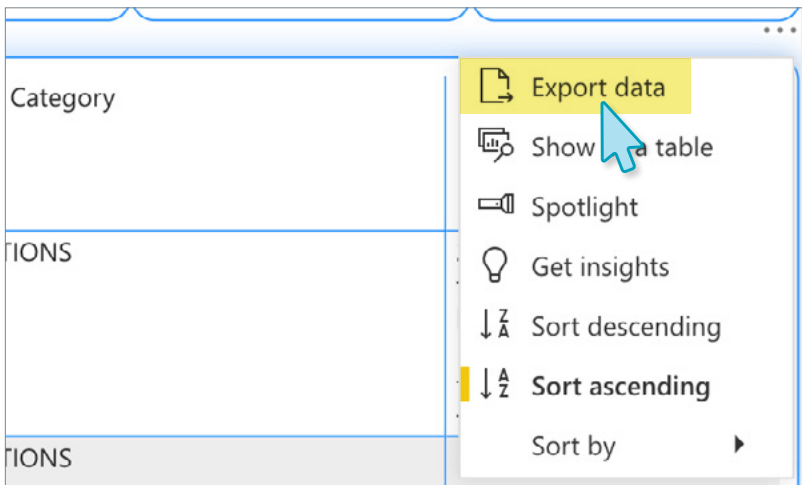 Category
Export data
Show a table
Spotlight
Get insights
Z
A
Sort descending
A
Z
Sort ascending
TIONS
Sort by
TIONS